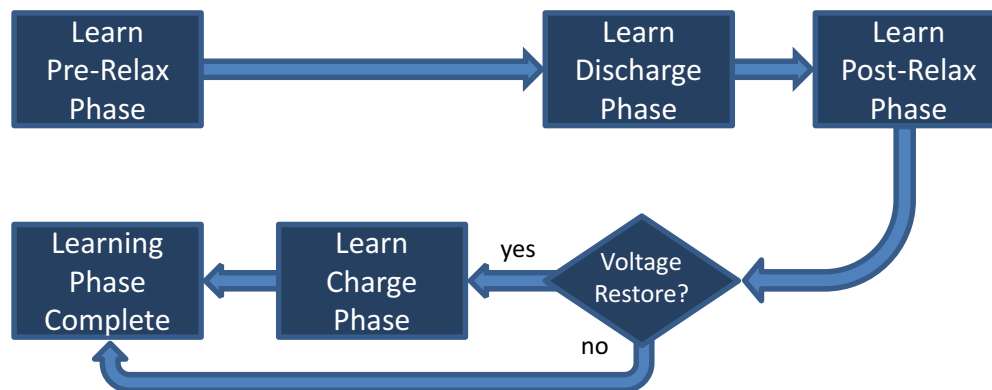 Learn
Pre-Relax
Phase
Learn
Discharge
Phase
Learn
Post-Relax
Phase
Learning
Phase
Complete
Learn
Charge
Phase
yes
Voltage
Restore?
no